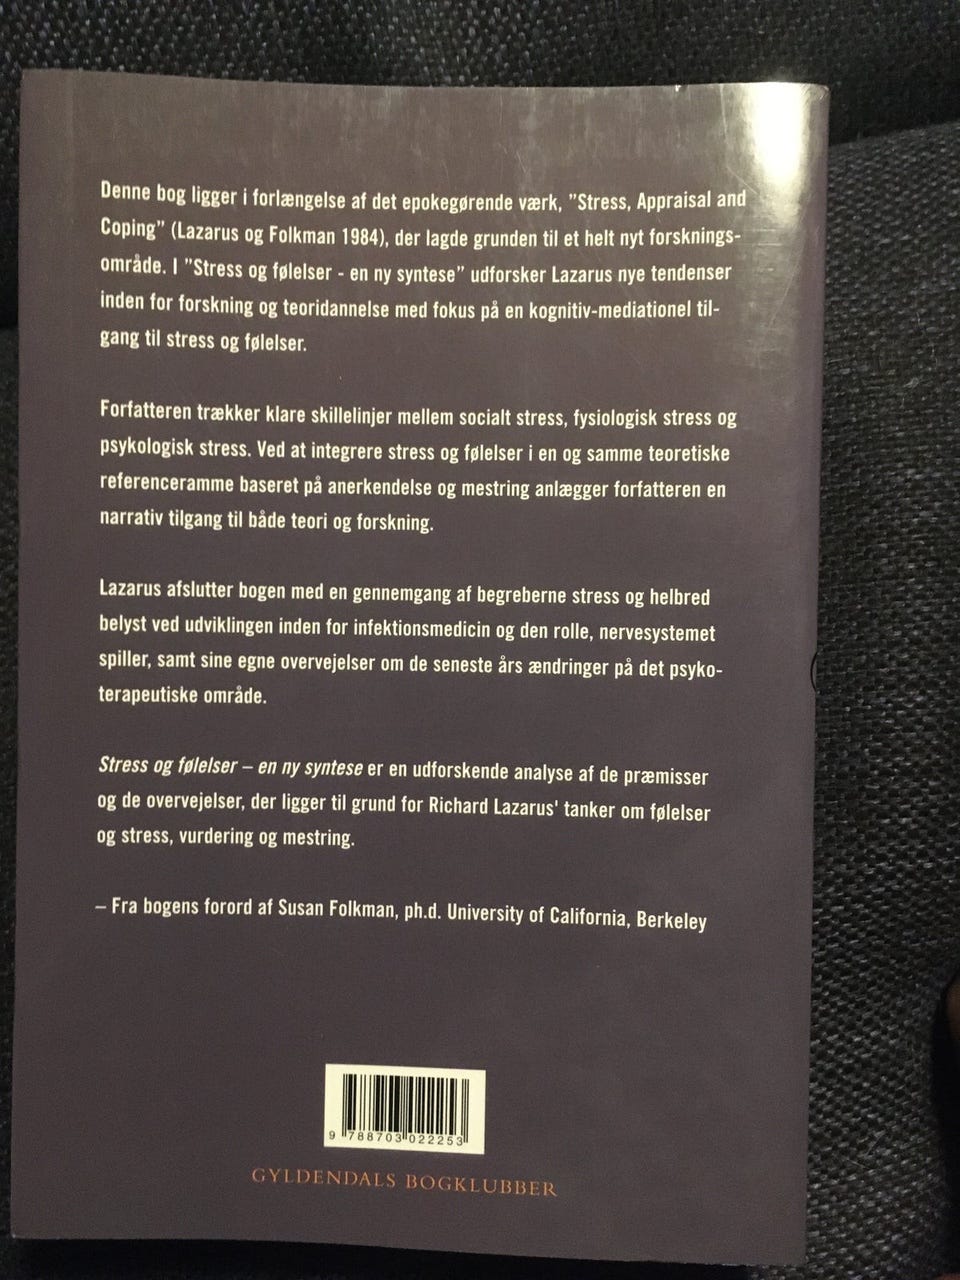 Denne bog ligger i forlængelse af det epokegørende værk, "Stress, Appraisal and
Coping" (Lazarus og Folkman 1984), der lagde grunden til et helt nyt forsknings-
område. I "Stress og følelser - en ny syntese" udforsker Lazarus nye tendenser
inden for forskning og teoridannelse med fokus på en kognitiv-mediationel til-
gang til stress og følelser.
Forfatteren trækker klare skillelinjer mellem socialt stress, fysiologisk stress og
psykologisk stress. Ved at integrere stress og følelser i en og samme teoretiske
referenceramme baseret på anerkendelse og mestring anlægger forfatteren en
narrativ tilgang til både teori og forskning.
Lazarus afslutter bogen med en gennemgang af begreberne stress og helbred
belyst ved udviklingen inden for infektionsmedicin og den rolle, nervesystemet
spiller, samt sine egne overvejelser om de seneste års ændringer på det psyko-
terapeutiske område.
Stress og følelser – en ny syntese er en udforskende analyse af de præmisser
og de overvejelser, der ligger til grund for Richard Lazarus' tanker om følelser
og stress, vurdering og mestring.
– Fra bogens forord af Susan Folkman, ph.d. University of California, Berkeley
9 788703 022253
GYLDENDALS BOGKLUBBER